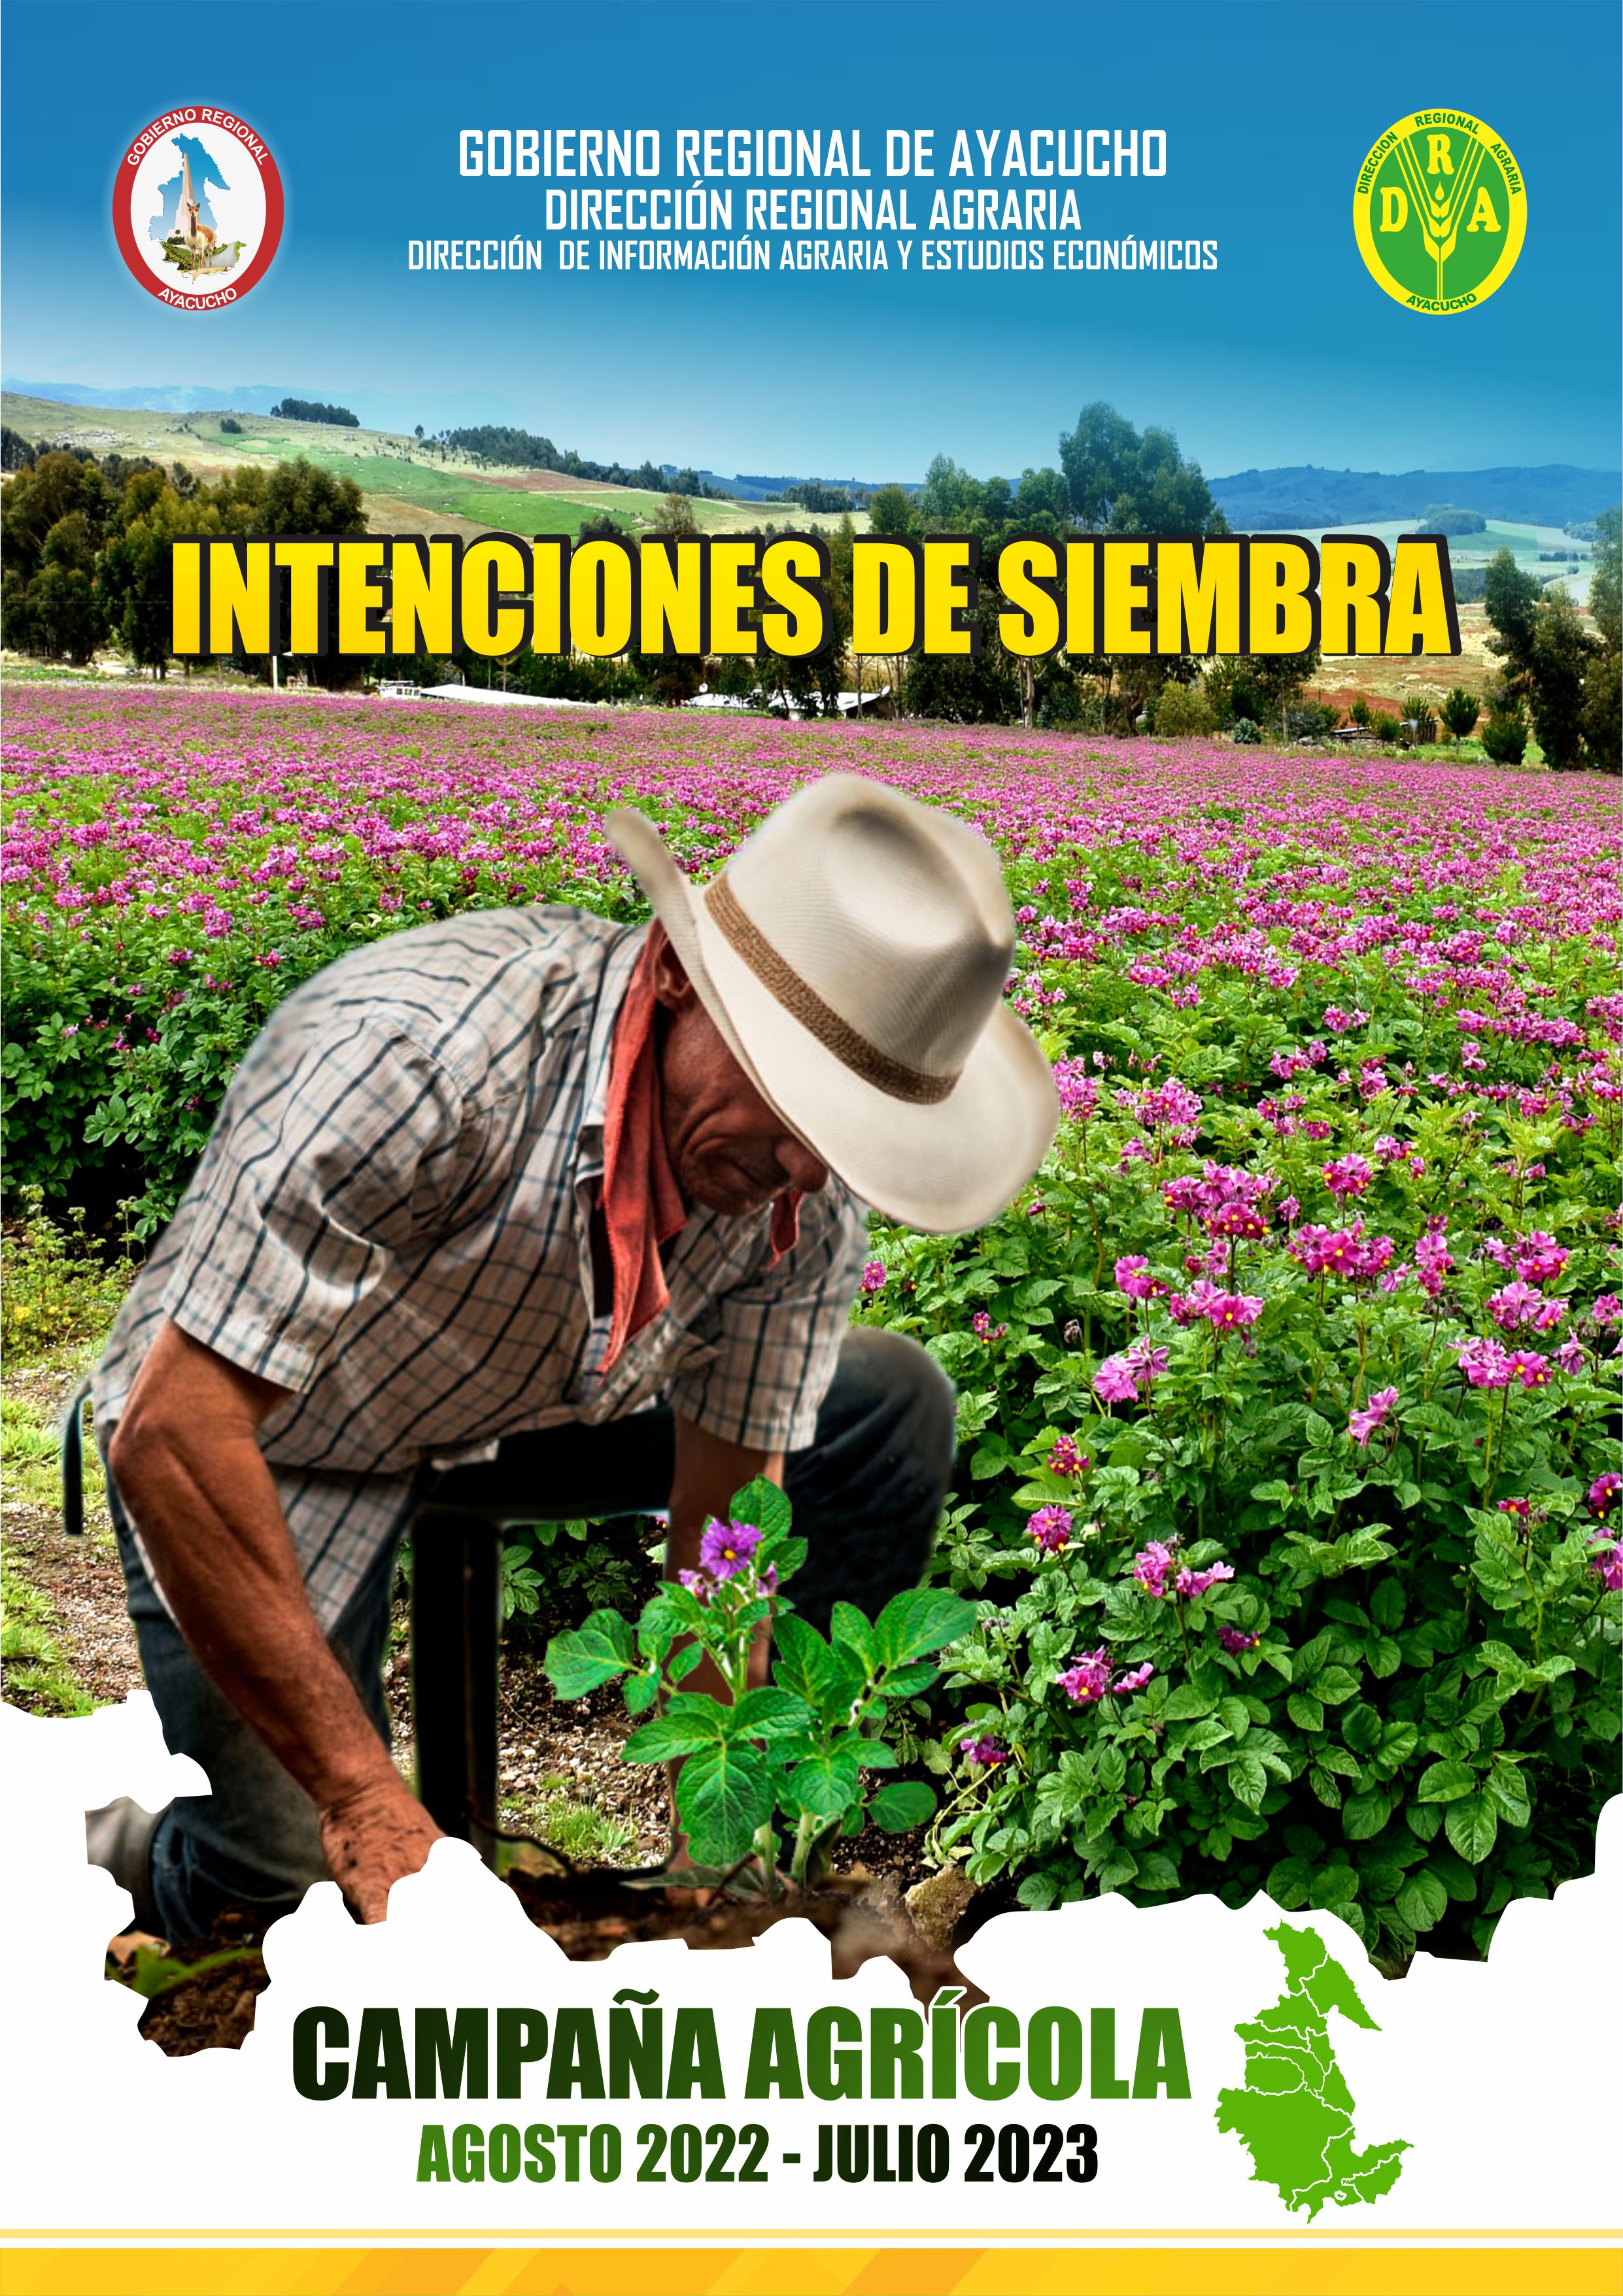 GOBIERNO REGIONAL
AYACUCHO
GOBIERNO REGIONAL DE AYACUCHO
DIRECCIÓN REGIONAL AGRARIA
DIRECCIÓN DE INFORMACIÓN AGRARIA Y ESTUDIOS ECONÓMICOS
DIRECCION REGIONAL AGRARIA
D R A
AYACUCHO
INTENCIONES DE SIEMBRA
CAMPAÑA AGRÍCOLA
AGOSTO 2022 - JULIO 2023